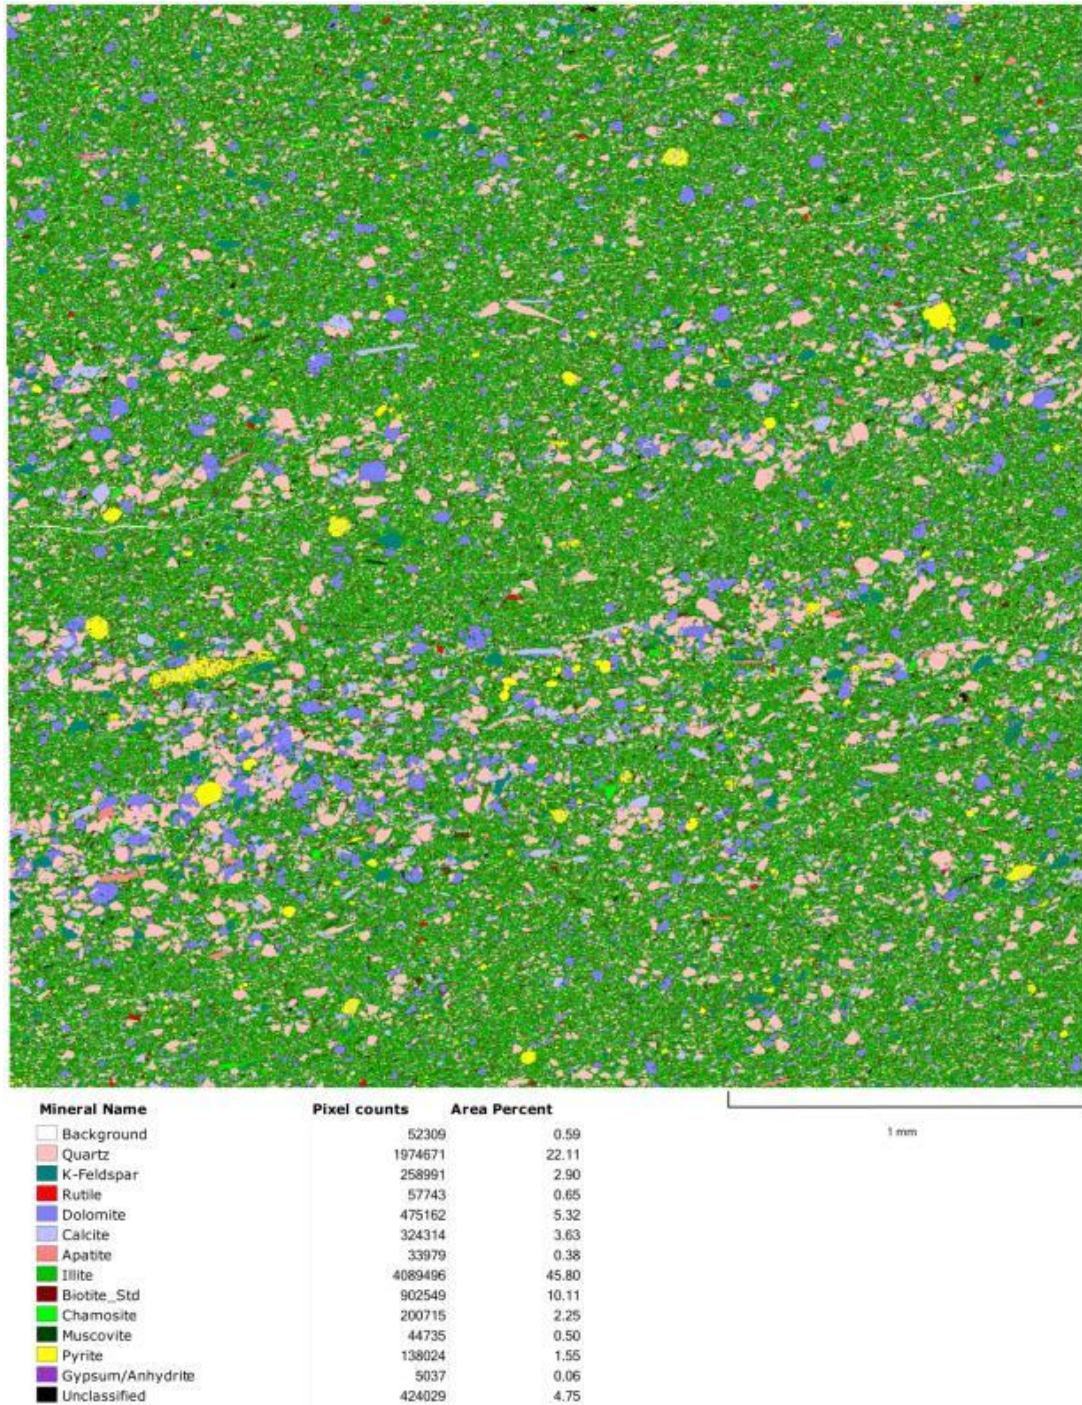 Mineral Name Pixel counts Area Percent
1 mm
Background 52309 0.59
Quartz 1974671 22.11
K-Feldspar 258991 2.90
Rutile 57743 0.65
Dolomite 475162 5.32
Calcite 324314 3.63
Apatite 33979 0.38
Illite 4089496 45.80
Biotite_Std 902549 10.11
Chamosite 200715 2.25
Muscovite 44735 0.50
Pyrite 138024 1.55
Gypsum/Anhydrite 5037 0.06
Unclassified 424029 4.75